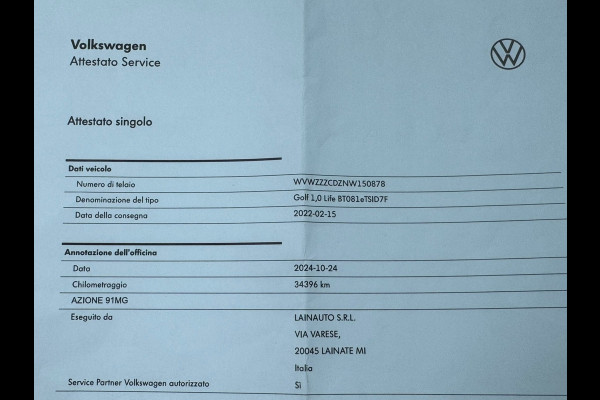 Volkswagen
Attestato Service
Attestato singolo
Dati veicolo
Numero di telaio WVWZZZCDZNW150878
Denominazione del tipo Golf 1,0 Life BT081eTSID7F
Data della consegna 2022-02-15
Annotazione dell'officina
Data 2024-10-24
Chilometraggio 34396 km
AZIONE 91MG
Eseguito da LAINAUTO S.R.L.
VIA VARESE,
20045 LAINATE MI
Italia
Service Partner Volkswagen autorizzato Sì